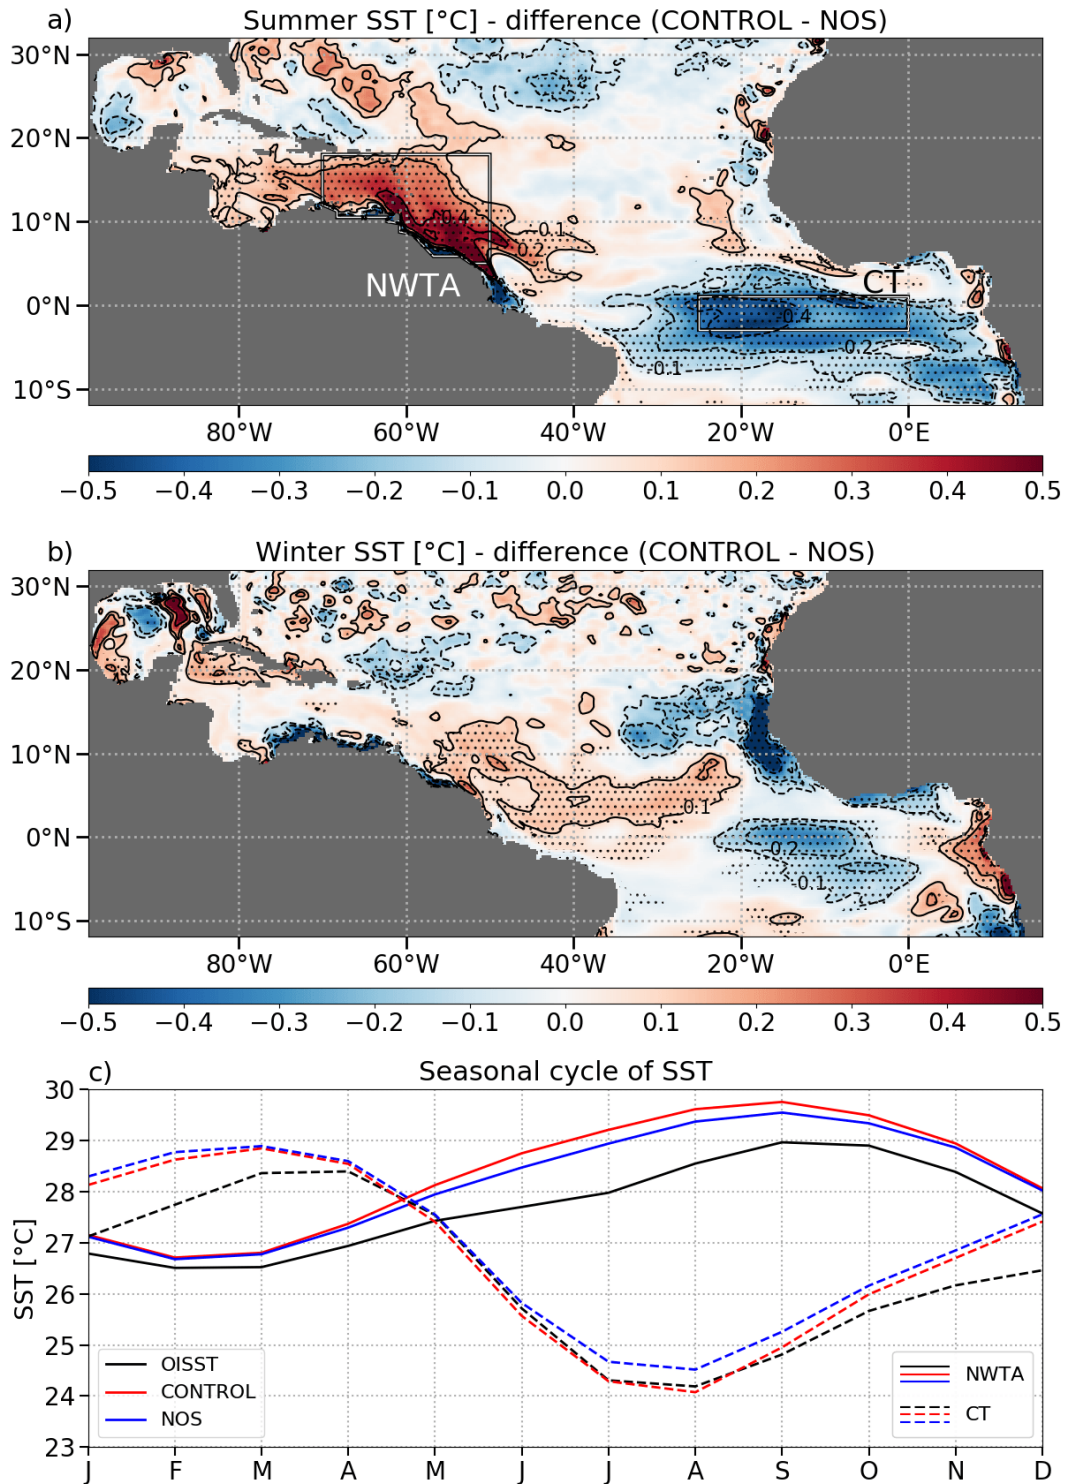 a) Summer SST [°C] - difference (CONTROL - NOS)
30°N
20°N
10°N
0°N
10°S
0.4
0.1
0.2
NWTA
CT
0.4
0.2
0.1
80°W 60°W 40°W 20°W 0°E
−0.5 −0.4 −0.3 −0.2 −0.1 0.0 0.1 0.2 0.3 0.4 0.5
b) Winter SST [°C] - difference (CONTROL - NOS)
30°N
20°N
10°N
0°N
10°S
0.1
0.2
0.1
80°W 60°W 40°W 20°W 0°E
−0.5 −0.4 −0.3 −0.2 −0.1 0.0 0.1 0.2 0.3 0.4 0.5
c) Seasonal cycle of SST
SST [°C]
30
29
28
27
26
25
24
23
OISST
CONTROL
NOS
NWTA
CT
J F M A M J J A S O N D